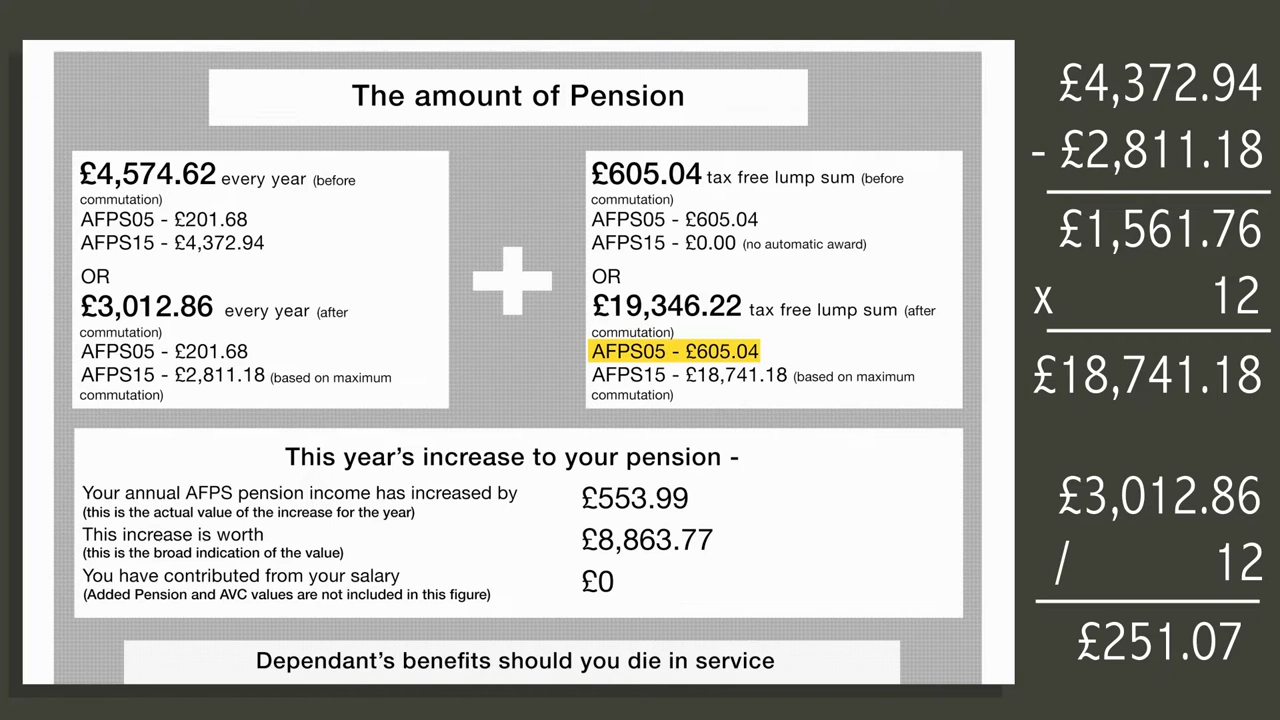 The amount of Pension
£4,574.62 every year (before
commutation)
AFPS05 - £201.68
AFPS15 - £4,372.94
OR
£3,012.86 every year (after
commutation)
AFPS05 - £201.68
AFPS15 - £2,811.18 (based on maximum
commutation)
£605.04 tax free lump sum (before
commutation)
AFPS05 - £605.04
AFPS15 - £0.00 (no automatic award)
OR
£19,346.22 tax free lump sum (after
commutation)
AFPS05 - £605.04
AFPS15 - £18,741.18 (based on maximum
commutation)
This year's increase to your pension -
Your annual AFPS pension income has increased by £553.99
(this is the actual value of the increase for the year)
This increase is worth £8,863.77
(this is the broad indication of the value)
You have contributed from your salary £0
(Added Pension and AVC values are not included in this figure)
Dependant's benefits should you die in service
£4,372.94
- £2,811.18
£1,561.76
x 12
£18,741.18
£3,012.86
/ 12
£251.07